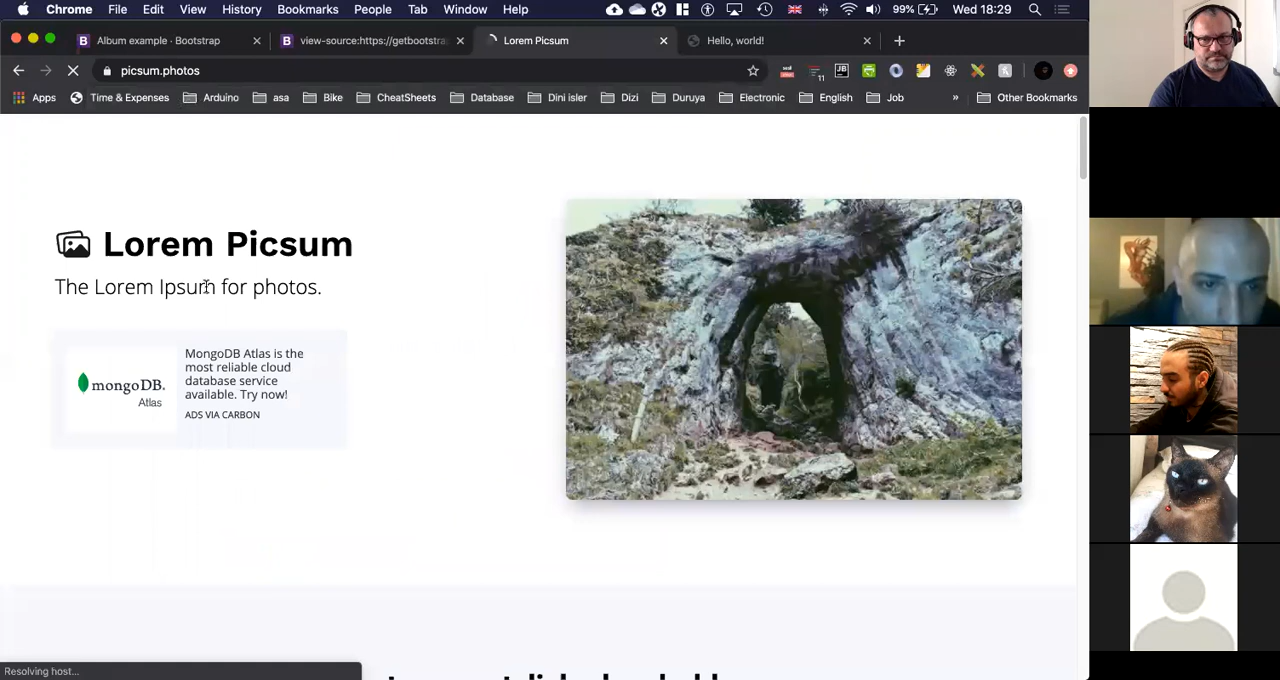 Chrome File Edit View History Bookmarks People Tab Window Help 99% Wed 18:29
Album example · Bootstrap
view-source:https://getbootstra
Lorem Picsum
Hello, world!
picsum.photos
11
Apps Time & Expenses Arduino asa Bike CheatSheets Database Dini isler Dizi Duruya Electronic English Job » Other Bookmarks
Lorem Picsum
The Lorem Ipsum for photos.
mongoDB.
Atlas
MongoDB Atlas is the
most reliable cloud
database service
available. Try now!
ADS VIA CARBON
Resolving host...